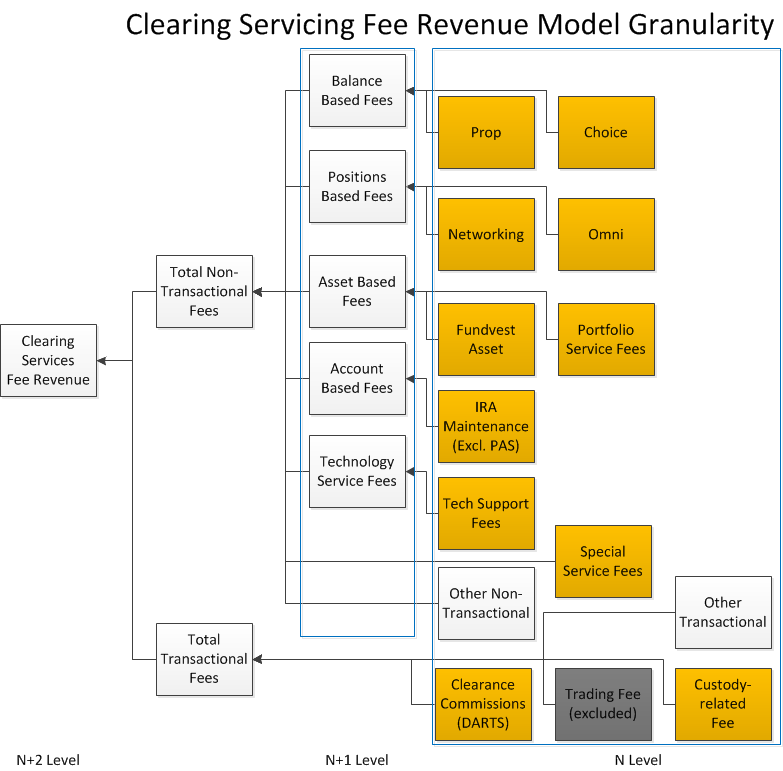 Clearing Servicing Fee Revenue Model Granularity
Balance
Based Fees
Prop
Choice
Positions
Based Fees
Networking
Omni
Total Non-
Transactional
Fees
Asset Based
Fees
Fundvest
Asset
Portfolio
Service Fees
Clearing
Services
Fee Revenue
Account
Based Fees
IRA
Maintenance
(Excl. PAS)
Technology
Service Fees
Tech Support
Fees
Special
Service Fees
Other Non-
Transactional
Other
Transactional
Total
Transactional
Fees
Clearance
Commissions
(DARTS)
Trading Fee
(excluded)
Custody-
related
Fee
N+2 Level
N+1 Level
N Level